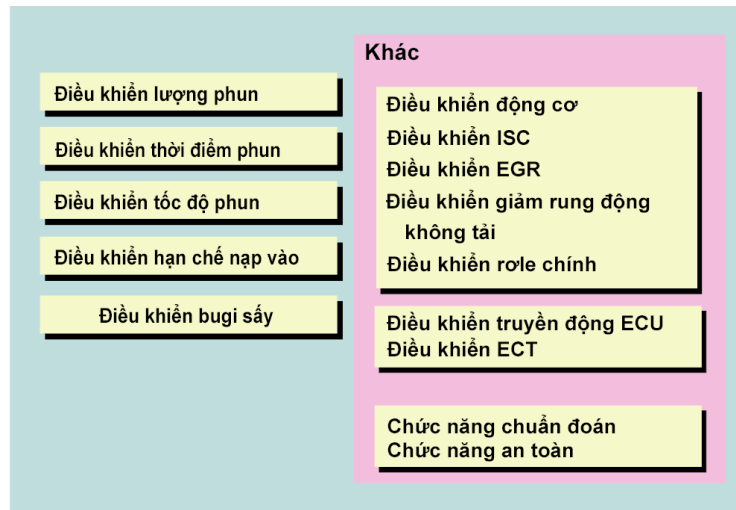 Điều khiển lượng phun
Điều khiển thời điểm phun
Điều khiển tốc độ phun
Điều khiển hạn chế nạp vào
Điều khiển bugi sấy
Khác
Điều khiển động cơ
Điều khiển ISC
Điều khiển EGR
Điều khiển giảm rung động
không tải
Điều khiển rơle chính
Điều khiển truyền động ECU
Điều khiển ECT
Chức năng chuẩn đoán
Chức năng an toàn